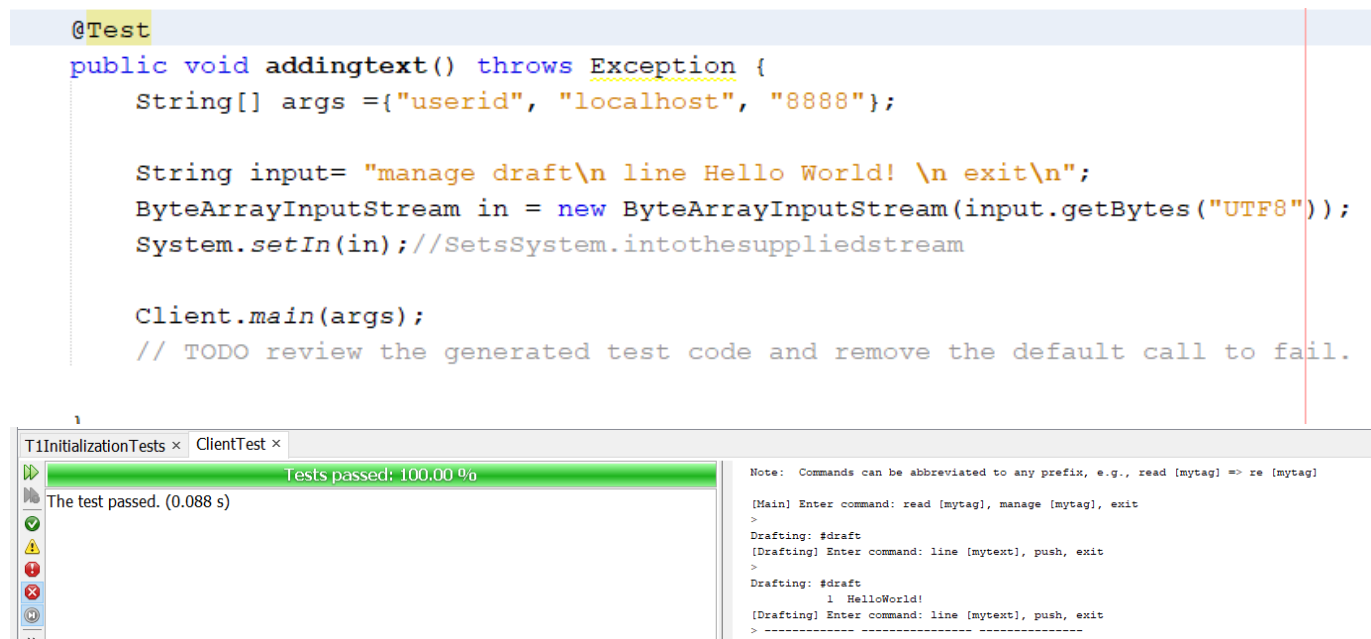 @Test
public void addingtext() throws Exception {
String[] args ={"userid", "localhost", "8888"};
String input= "manage draft\n line Hello World! \n exit\n";
ByteArrayInputStream in = new ByteArrayInputStream(input.getBytes("UTF8"));
System.setIn(in);//SetsSystem.intothesuppliedstream
Client.main(args);
// TODO review the generated test code and remove the default call to fail.
}
T1InitializationTests × ClientTest ×
Tests passed: 100.00 %
The test passed. (0.088 s)
Note: Commands can be abbreviated to any prefix, e.g., read [mytag] => re [mytag]
[Main] Enter command: read [mytag], manage [mytag], exit
>
Drafting: #draft
[Drafting] Enter command: line [mytext], push, exit
>
Drafting: #draft
1 HelloWorld!
[Drafting] Enter command: line [mytext], push, exit
> ------------- ---------------- ---------------